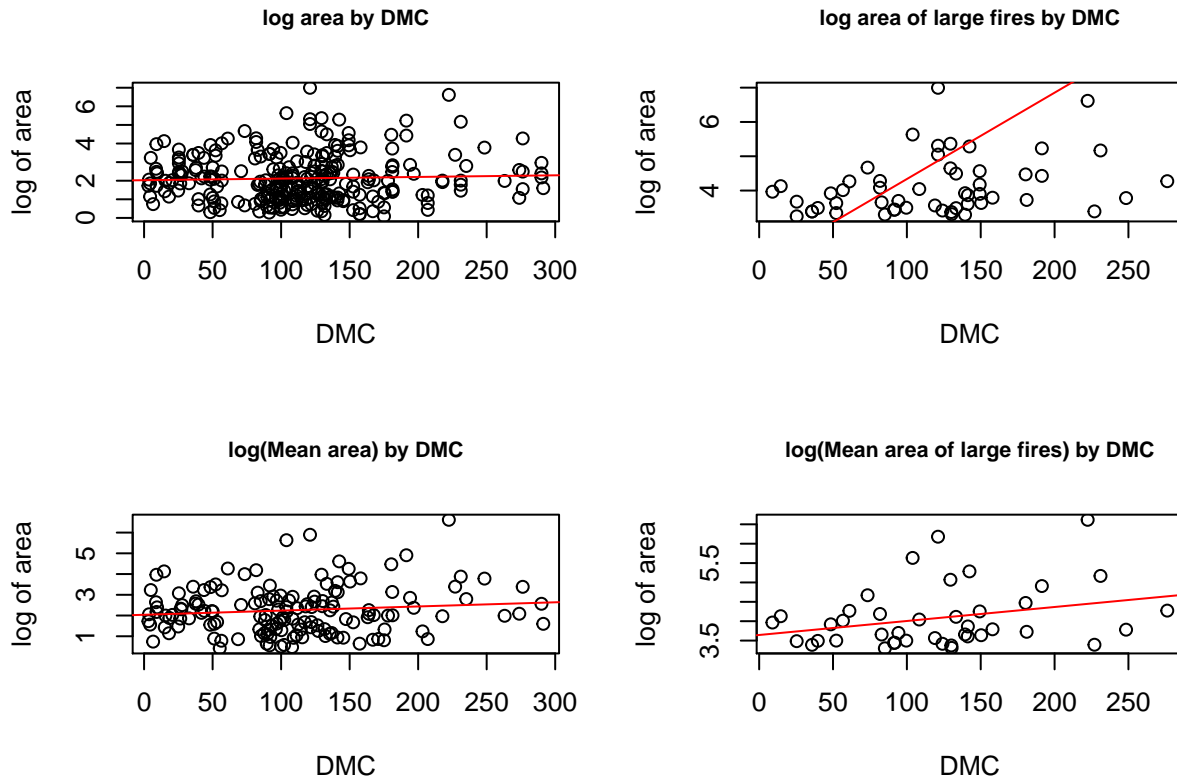 log area by DMC
log of area
0 2 4 6
0 50 100 150 200 250 300
DMC
log area of large fires by DMC
log of area
4 6
0 50 100 150 200 250
DMC
log(Mean area) by DMC
log of area
1 3 5
0 50 100 150 200 250 300
DMC
log(Mean area of large fires) by DMC
log of area
3.5 5.5
0 50 100 150 200 250
DMC